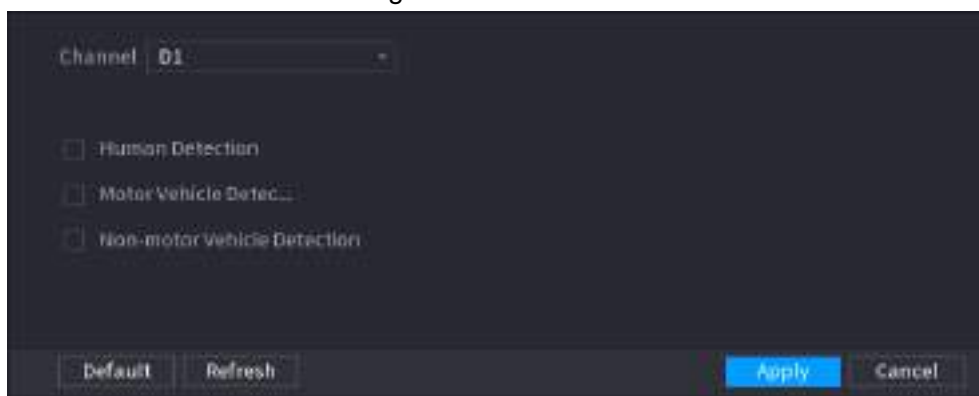 Channel D1
Human Detection
Motor Vehicle Detec...
Non-motor Vehicle Detection
Default Refresh Apply Cancel